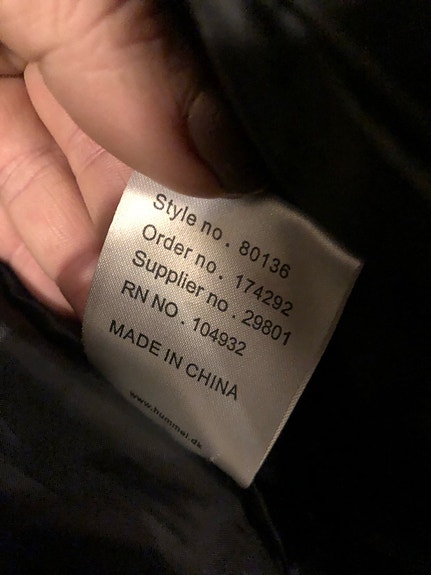 Style no. 80136
Order no. 174292
Supplier no. 29801
RN NO. 104932
MADE IN CHINA
www.hummel.dk